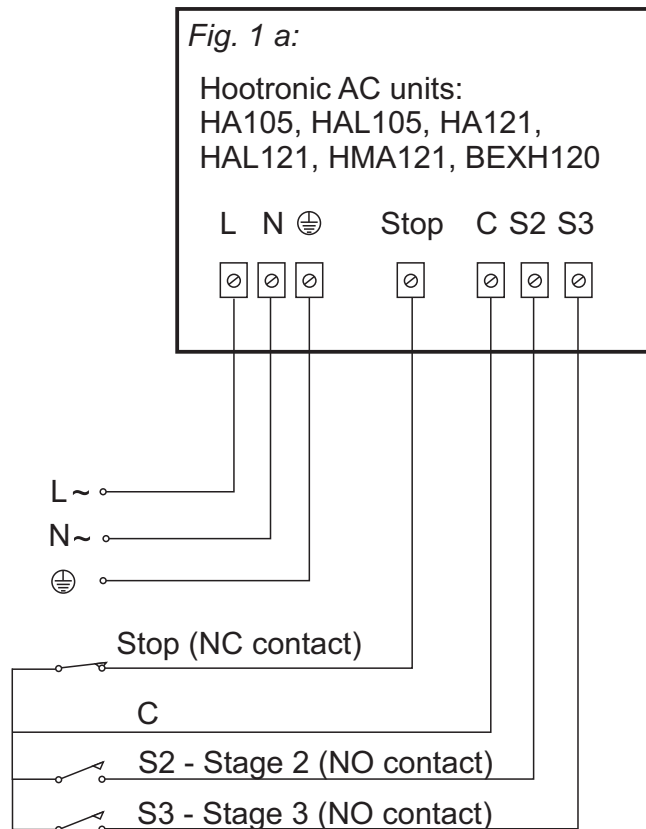 Fig. 1 a:
Hootronic AC units:
HA105, HAL105, HA121,
HAL121, HMA121, BEXH120
L N Stop C S2 S3
L~
N~
Stop (NC contact)
C
S2 - Stage 2 (NO contact)
S3 - Stage 3 (NO contact)